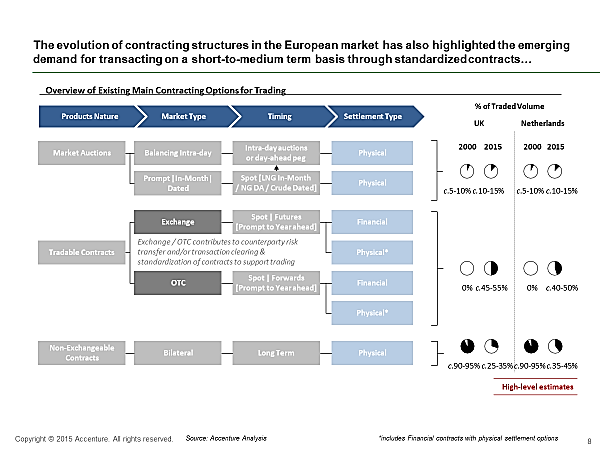 The evolution of contracting structures in the European market has also highlighted the emerging
demand for transacting on a short-to-medium term basis through standardized contracts…
Overview of Existing Main Contracting Options for Trading
% of Traded Volume
Products Nature
Market Type
Timing
Settlement Type
UK
Netherlands
2000 2015
2000 2015
Market Auctions
Balancing Intra-day
Intra-day auctions
or day-ahead peg
Physical
Prompt [In-Month]
Dated
Spot [LNG In-Month
/ NG DA / Crude Dated]
Physical
c.5-10% c.10-15%
c.5-10% c.10-15%
Exchange
Spot | Futures
[Prompt to Year ahead]
Financial
Tradable Contracts
Exchange / OTC contributes to counterparty risk
transfer and/or transaction clearing &
standardization of contracts to support trading
Physical*
OTC
Spot | Forwards
[Prompt to Year ahead]
Financial
0% c.45-55%
0% c.40-50%
Physical*
Non-Exchangeable
Contracts
Bilateral
Long Term
Physical
c.90-95% c.25-35%
c.90-95% c.35-45%
High-level estimates
Copyright © 2015 Accenture. All rights reserved.
Source: Accenture Analysis
*includes Financial contracts with physical settlement options
8